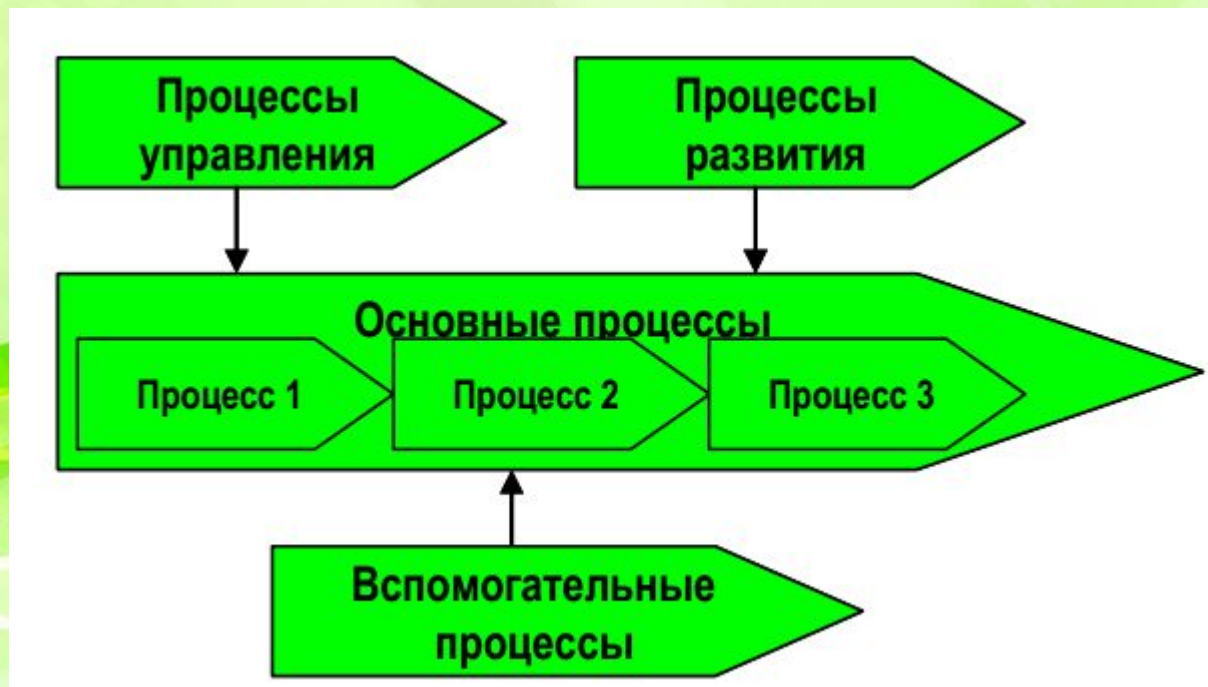 Процессы
управления
Процессы
развития
Основные процессы
Процесс 1
Процесс 2
Процесс 3
Вспомогательные
процессы